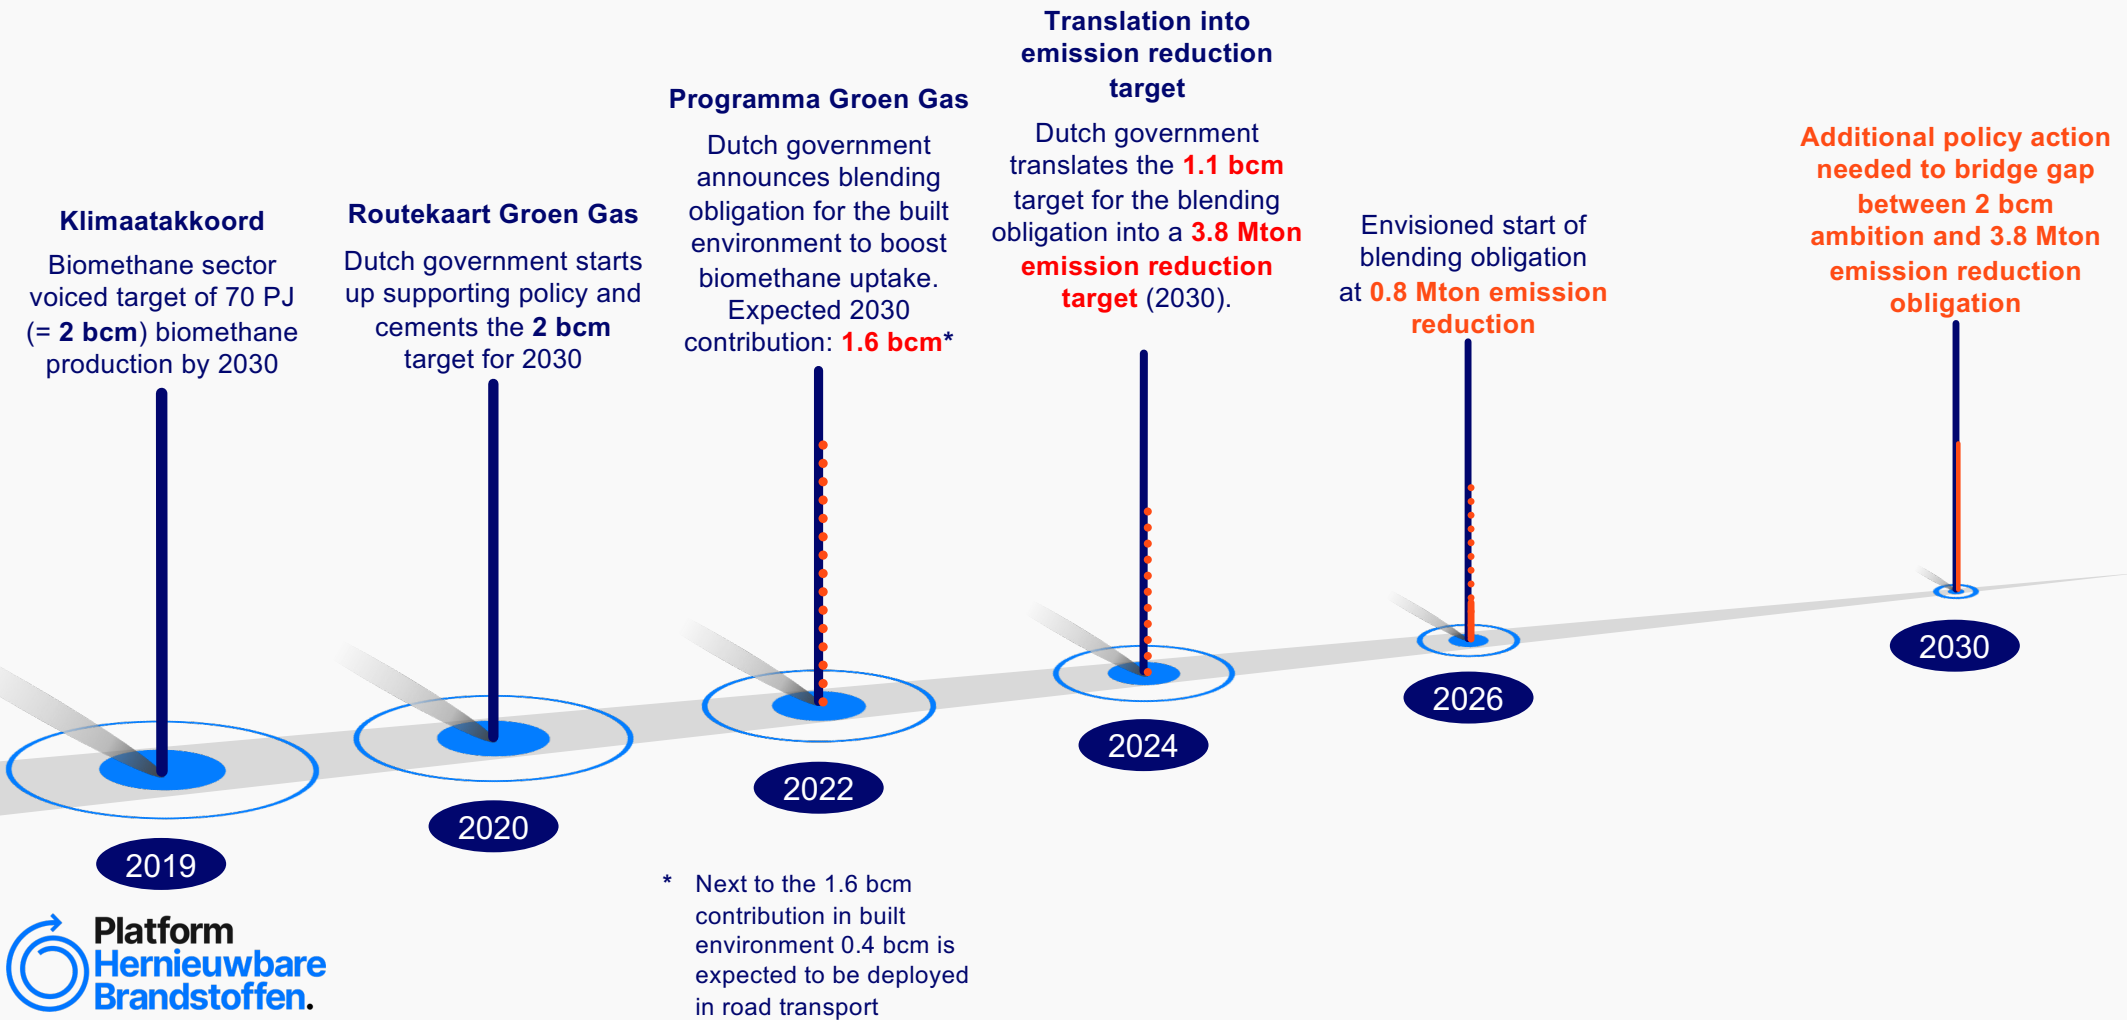 Klimaatakkoord
Biomethane sector
voiced target of 70 PJ
(= 2 bcm) biomethane
production by 2030
2019
Routekaart Groen Gas
Dutch government starts
up supporting policy and
cements the 2 bcm
target for 2030
2020
Programma Groen Gas
Dutch government
announces blending
obligation for the built
environment to boost
biomethane uptake.
Expected 2030
contribution: 1.6 bcm*
2022
Translation into
emission reduction
target
Dutch government
translates the 1.1 bcm
target for the blending
obligation into a 3.8 Mton
emission reduction
target (2030).
2024
Envisioned start of
blending obligation
at 0.8 Mton emission
reduction
2026
Additional policy action
needed to bridge gap
between 2 bcm
ambition and 3.8 Mton
emission reduction
obligation
2030
* Next to the 1.6 bcm
contribution in built
environment 0.4 bcm is
expected to be deployed
in road transport
Platform
Hernieuwbare
Brandstoffen.